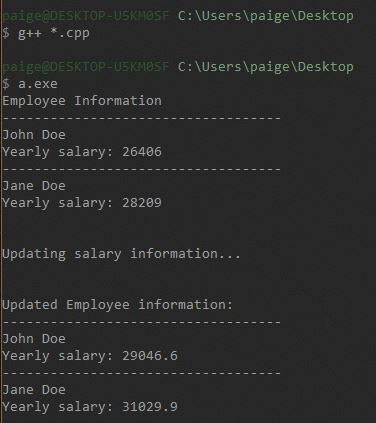 paige@DESKTOP-U5KM0SF C:\Users\paige\Desktop
$ g++ *.cpp
paige@DESKTOP-U5KM0SF C:\Users\paige\Desktop
$ a.exe
Employee Information
----------------------------------
John Doe
Yearly salary: 26406
----------------------------------
Jane Doe
Yearly salary: 28209
Updating salary information...
Updated Employee information:
----------------------------------
John Doe
Yearly salary: 29046.6
----------------------------------
Jane Doe
Yearly salary: 31029.9